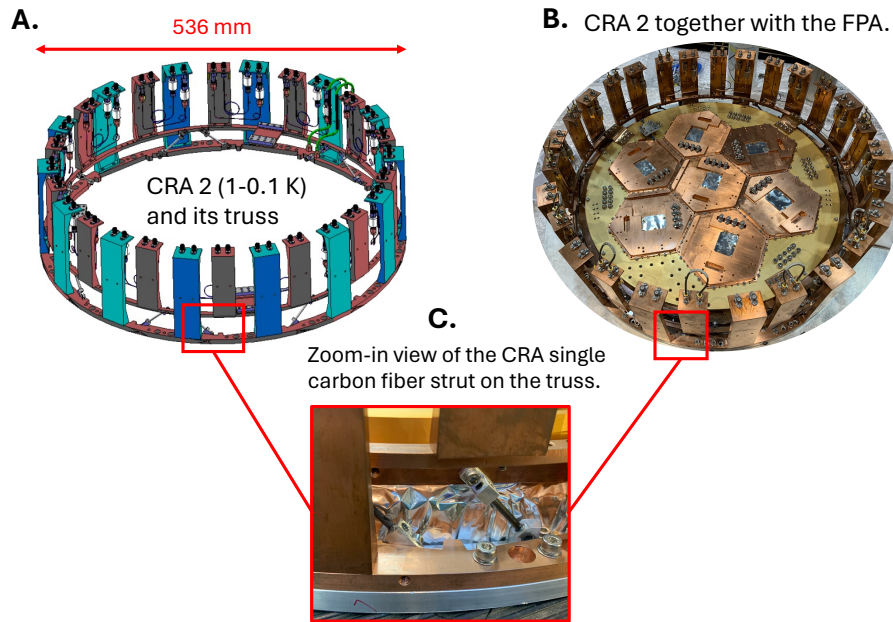 A.
536 mm
CRA 2 (1-0.1 K)
and its truss
B. CRA 2 together with the FPA.
C.
Zoom-in view of the CRA single
carbon fiber strut on the truss.